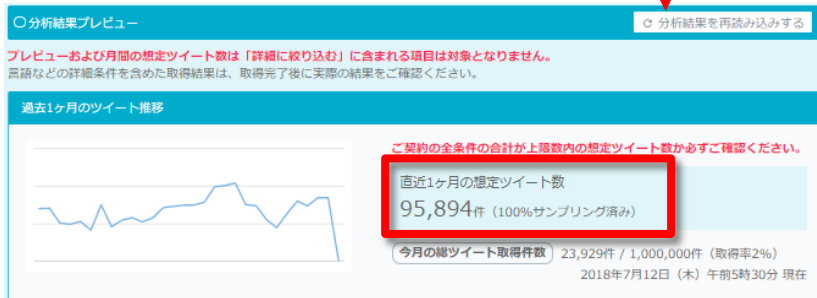 分析結果プレビュー
分析結果を再読み込みする
プレビューおよび月間の想定ツイート数は「詳細に絞り込む」に含まれる項目は対象となりません。
言語などの詳細条件を含めた取得結果は、取得完了後に実際の結果をご確認ください。
過去1ヶ月のツイート推移
ご契約の全条件の合計が上限数内の想定ツイート数か必ずご確認ください。
直近1ヶ月の想定ツイート数
95,894件（100%サンプリング済み）
今月の総ツイート取得件数 23,929件 / 1,000,000件（取得率2%）
2018年7月12日（木）午前5時30分 現在